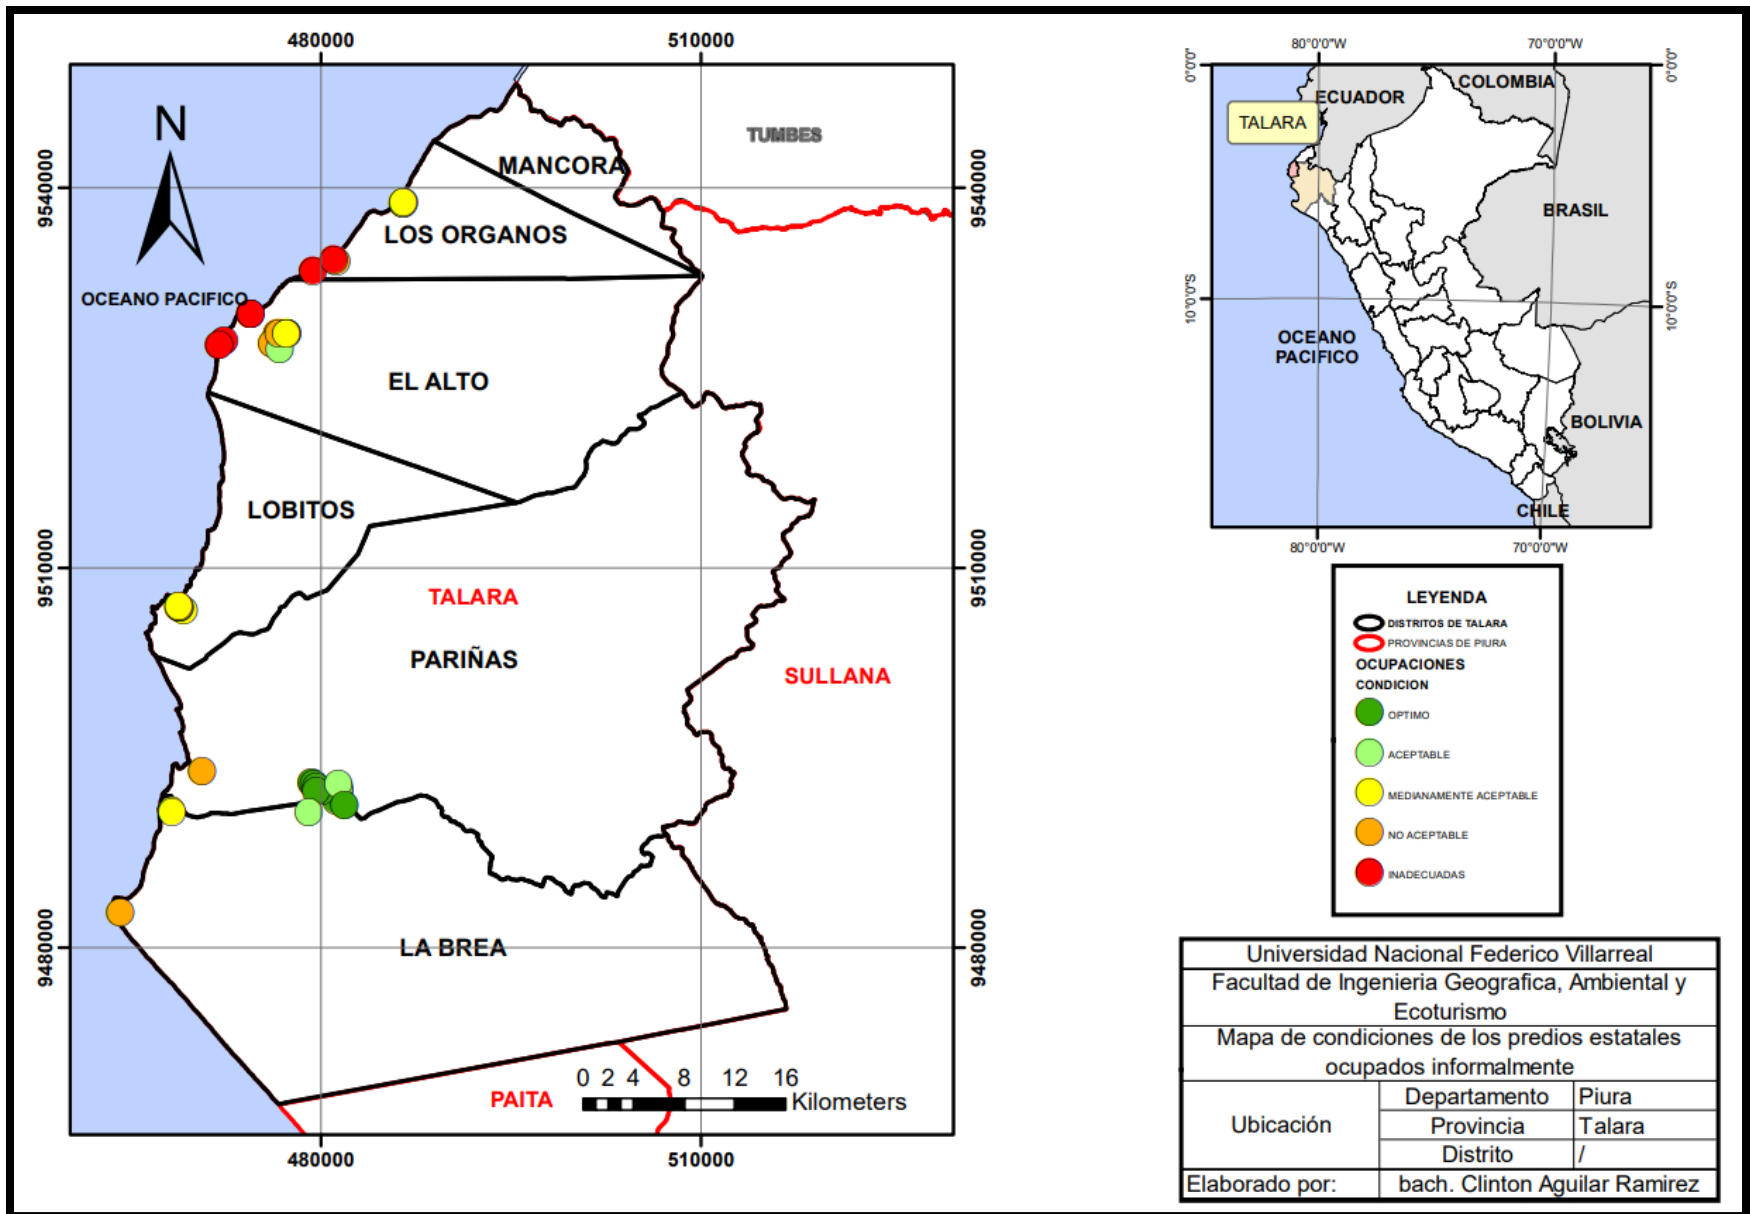 480000
510000
N
TUMBES
MANCORA
9540000
9540000
LOS ORGANOS
OCEANO PACIFICO
EL ALTO
LOBITOS
9510000
9510000
TALARA
PARIÑAS
SULLANA
9480000
9480000
LA BREA
PAITA
0 2 4 8 12 16
Kilometers
480000
510000
80°0'0"W
70°0'0"W
0°0'0"
0°0'0"
COLOMBIA
ECUADOR
TALARA
BRASIL
10°0'0"S
10°0'0"S
OCEANO
PACIFICO
BOLIVIA
CHILE
80°0'0"W
70°0'0"W
LEYENDA
DISTRITOS DE TALARA
PROVINCIAS DE PIURA
OCUPACIONES
CONDICION
OPTIMO
ACEPTABLE
MEDIANAMENTE ACEPTABLE
NO ACEPTABLE
INADECUADAS
Universidad Nacional Federico Villarreal
Facultad de Ingenieria Geografica, Ambiental y
Ecoturismo
Mapa de condiciones de los predios estatales
ocupados informalmente
Ubicación
Departamento Piura
Provincia Talara
Distrito /
Elaborado por: bach. Clinton Aguilar Ramirez